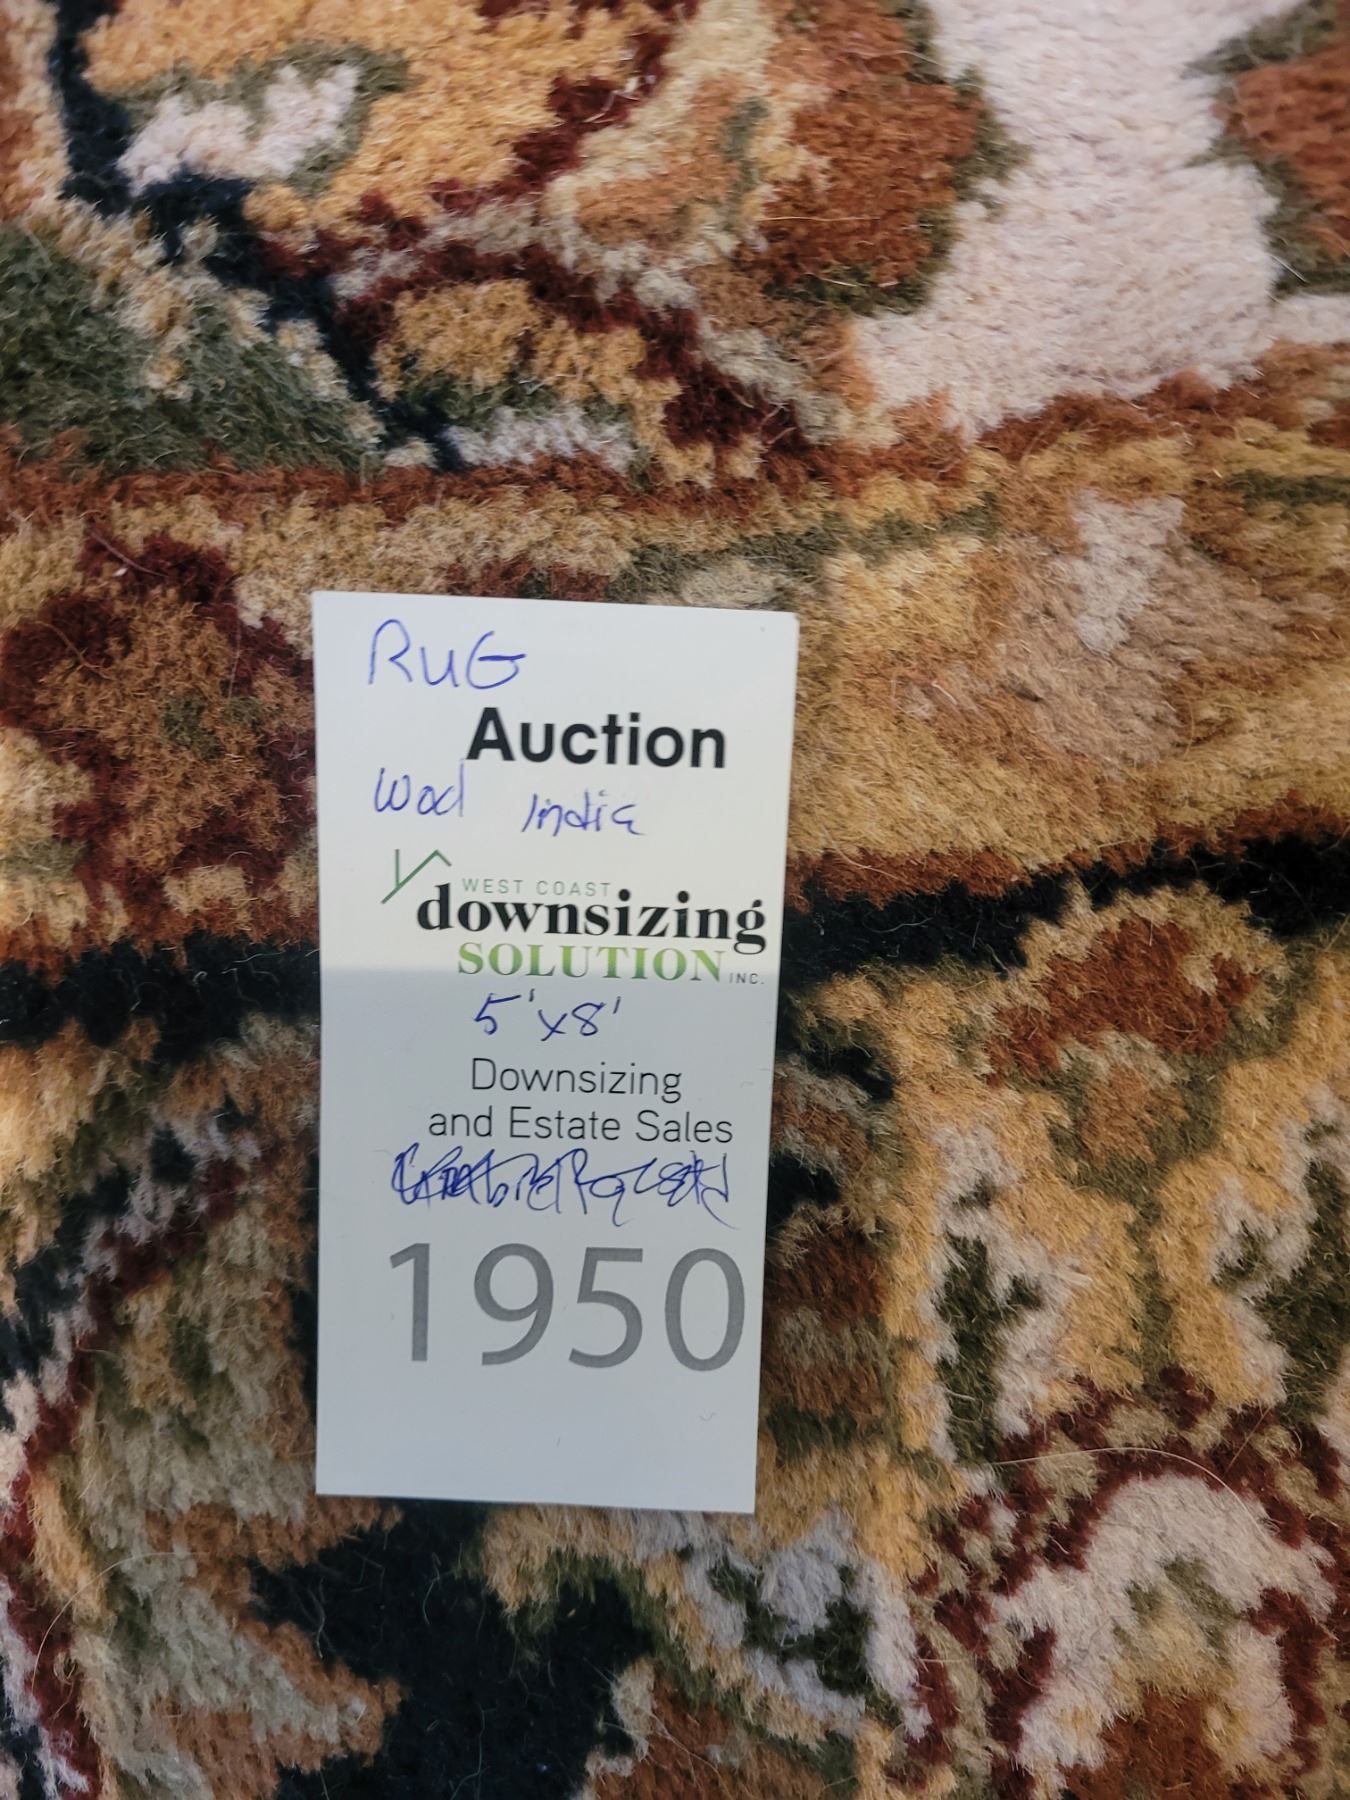 RUG
Auction
Wool India
WEST COAST
downsizing
SOLUTION INC.
5'x8'
Downsizing
and Estate Sales
1950